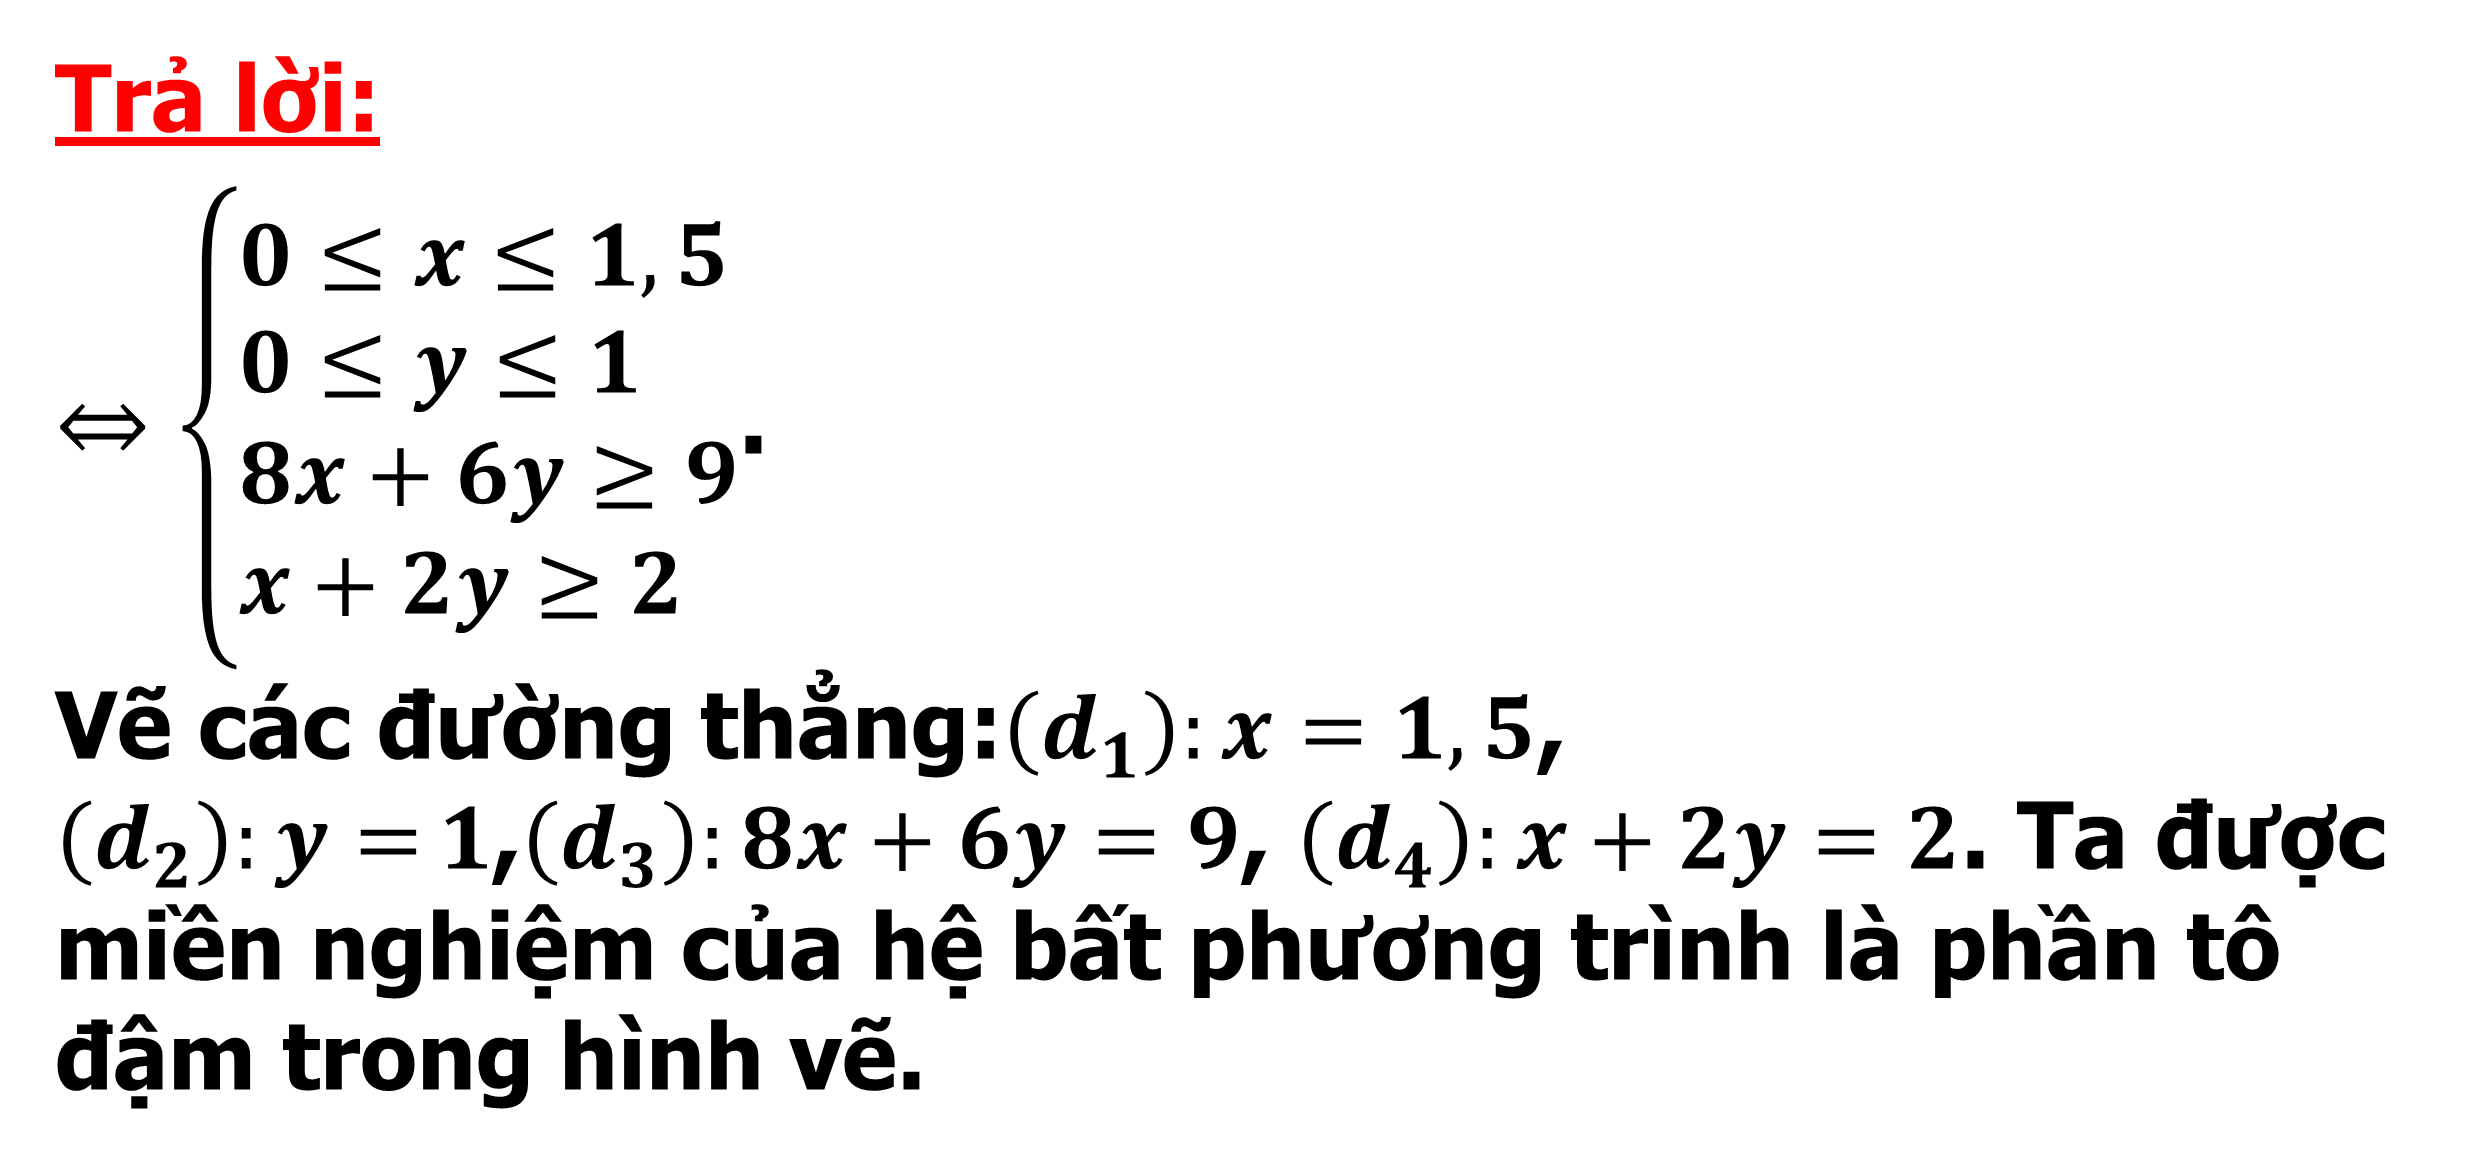 Trả lời:
0 ≤ x ≤ 1,5
0 ≤ y ≤ 1
⇔ {8x + 6y ≥ 9.
x + 2y ≥ 2
Vẽ các đường thẳng:(d₁): x = 1,5,
(d₂): y = 1,(d₃): 8x + 6y = 9, (d₄): x + 2y = 2. Ta được
miền nghiệm của hệ bất phương trình là phần tô
đậm trong hình vẽ.